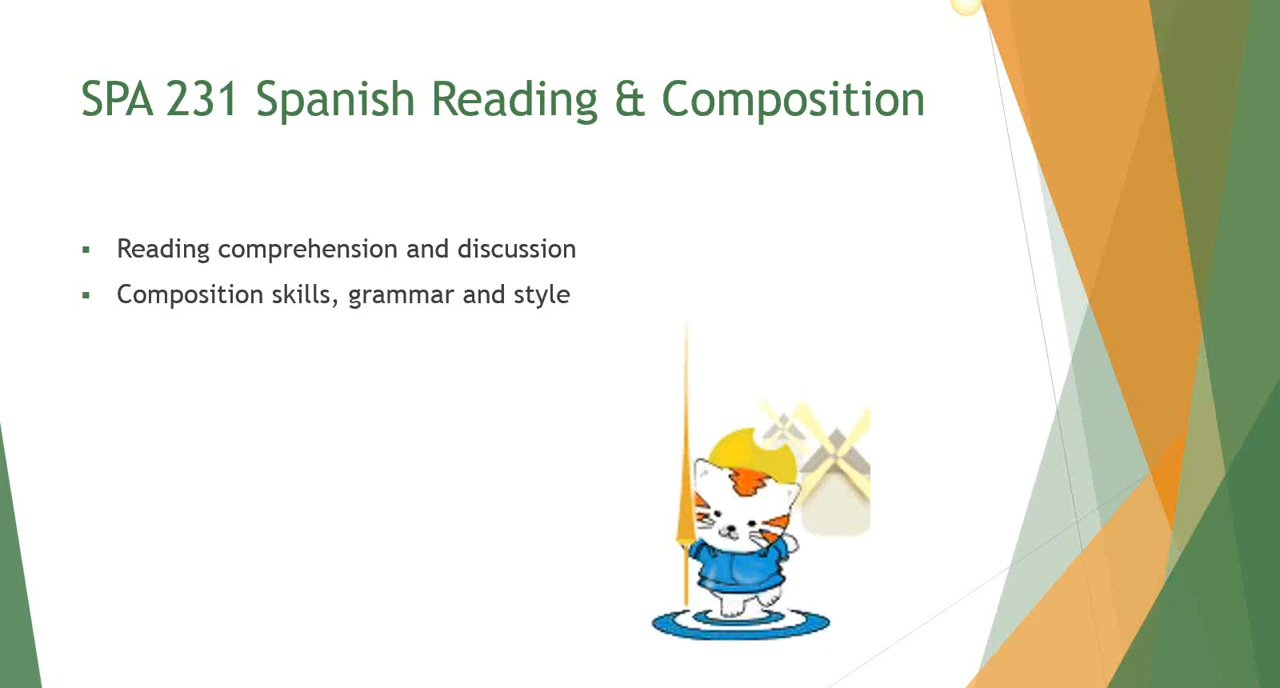 SPA 231 Spanish Reading & Composition
Reading comprehension and discussion
Composition skills, grammar and style